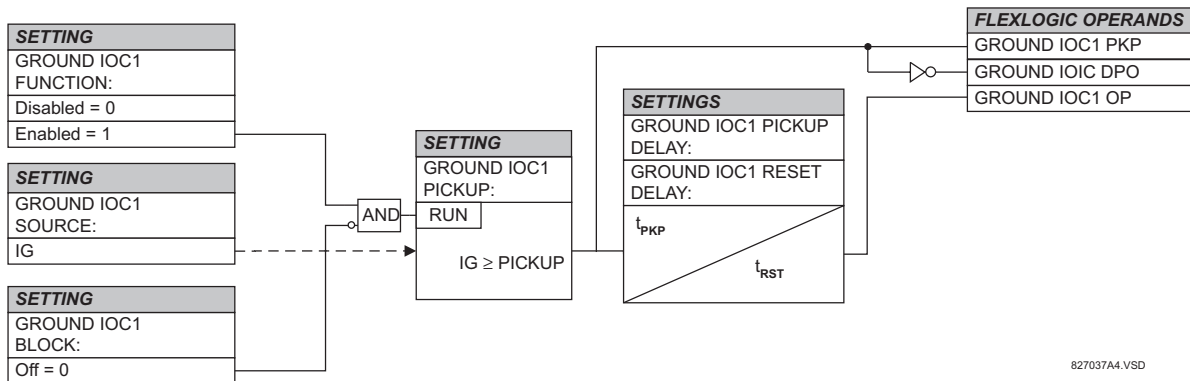 SETTING
GROUND IOC1
FUNCTION:
Disabled = 0
Enabled = 1
SETTING
GROUND IOC1
SOURCE:
IG
SETTING
GROUND IOC1
BLOCK:
Off = 0
AND
SETTING
GROUND IOC1
PICKUP:
RUN
IG ≥ PICKUP
SETTINGS
GROUND IOC1 PICKUP
DELAY:
GROUND IOC1 RESET
DELAY:
tPKP
tRST
FLEXLOGIC OPERANDS
GROUND IOC1 PKP
GROUND IOIC DPO
GROUND IOC1 OP
827037A4.VSD